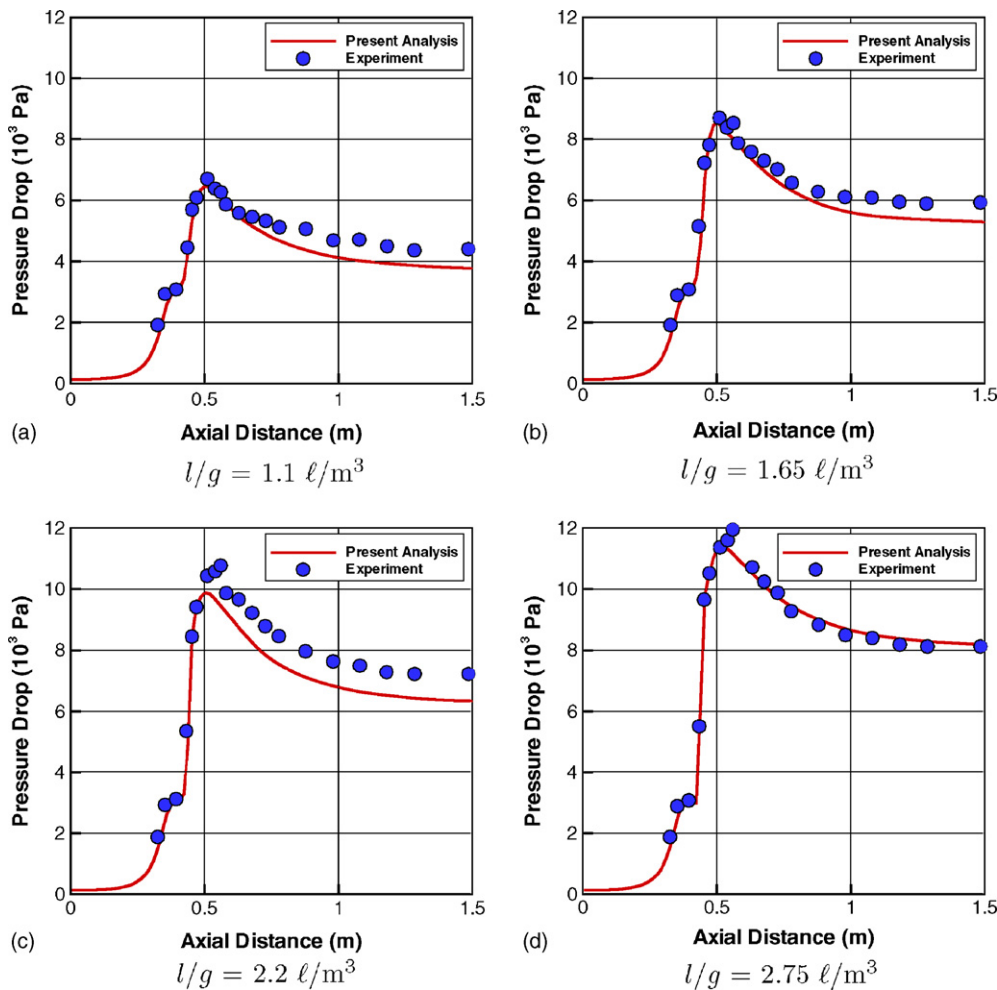 Present Analysis
Experiment
Pressure Drop (10³ Pa)
12
10
8
6
4
2
0
0 0.5 1 1.5
Axial Distance (m)
(a)
l/g = 1.1 ℓ/m³
Present Analysis
Experiment
Pressure Drop (10³ Pa)
12
10
8
6
4
2
0
0 0.5 1 1.5
Axial Distance (m)
(b)
l/g = 1.65 ℓ/m³
Present Analysis
Experiment
Pressure Drop (10³ Pa)
12
10
8
6
4
2
0
0 0.5 1 1.5
Axial Distance (m)
(c)
l/g = 2.2 ℓ/m³
Present Analysis
Experiment
Pressure Drop (10³ Pa)
12
10
8
6
4
2
0
0 0.5 1 1.5
Axial Distance (m)
(d)
l/g = 2.75 ℓ/m³